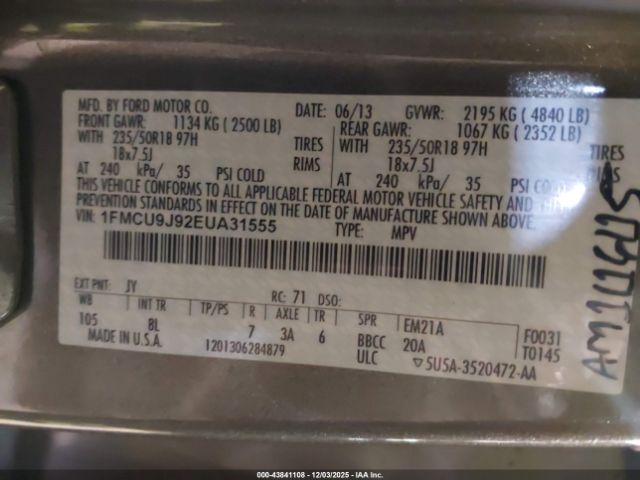 MFD. BY FORD MOTOR CO.
DATE: 06/13 GVWR: 2195 KG ( 4840 LB)
FRONT GAWR: 1134 KG ( 2500 LB) REAR GAWR: 1067 KG ( 2352 LB)
WITH 235/50R18 97H TIRES WITH 235/50R18 97H TIRES
18x7.5J RIMS 18x7.5J RIMS
AT 240 kPa/ 35 PSI COLD AT 240 kPa/ 35 PSI COLD
THIS VEHICLE CONFORMS TO ALL APPLICABLE FEDERAL MOTOR VEHICLE SAFETY AND THEFT
PREVENTION STANDARDS IN EFFECT ON THE DATE OF MANUFACTURE SHOWN ABOVE.
VIN: 1FMCU9J92EUA31555 TYPE: MPV
EXT PNT: JY RC: 71 DSO:
WB INT TR TP/PS R AXLE TR SPR EM21A F0031
105 8L 7 3A 6 BBCC 20A T0145
MADE IN U.S.A. 1201306284879 ULC ▽5U5A-3520472-AA
AM1L1G415
000-43841108 - 12/03/2025 - IAA Inc.